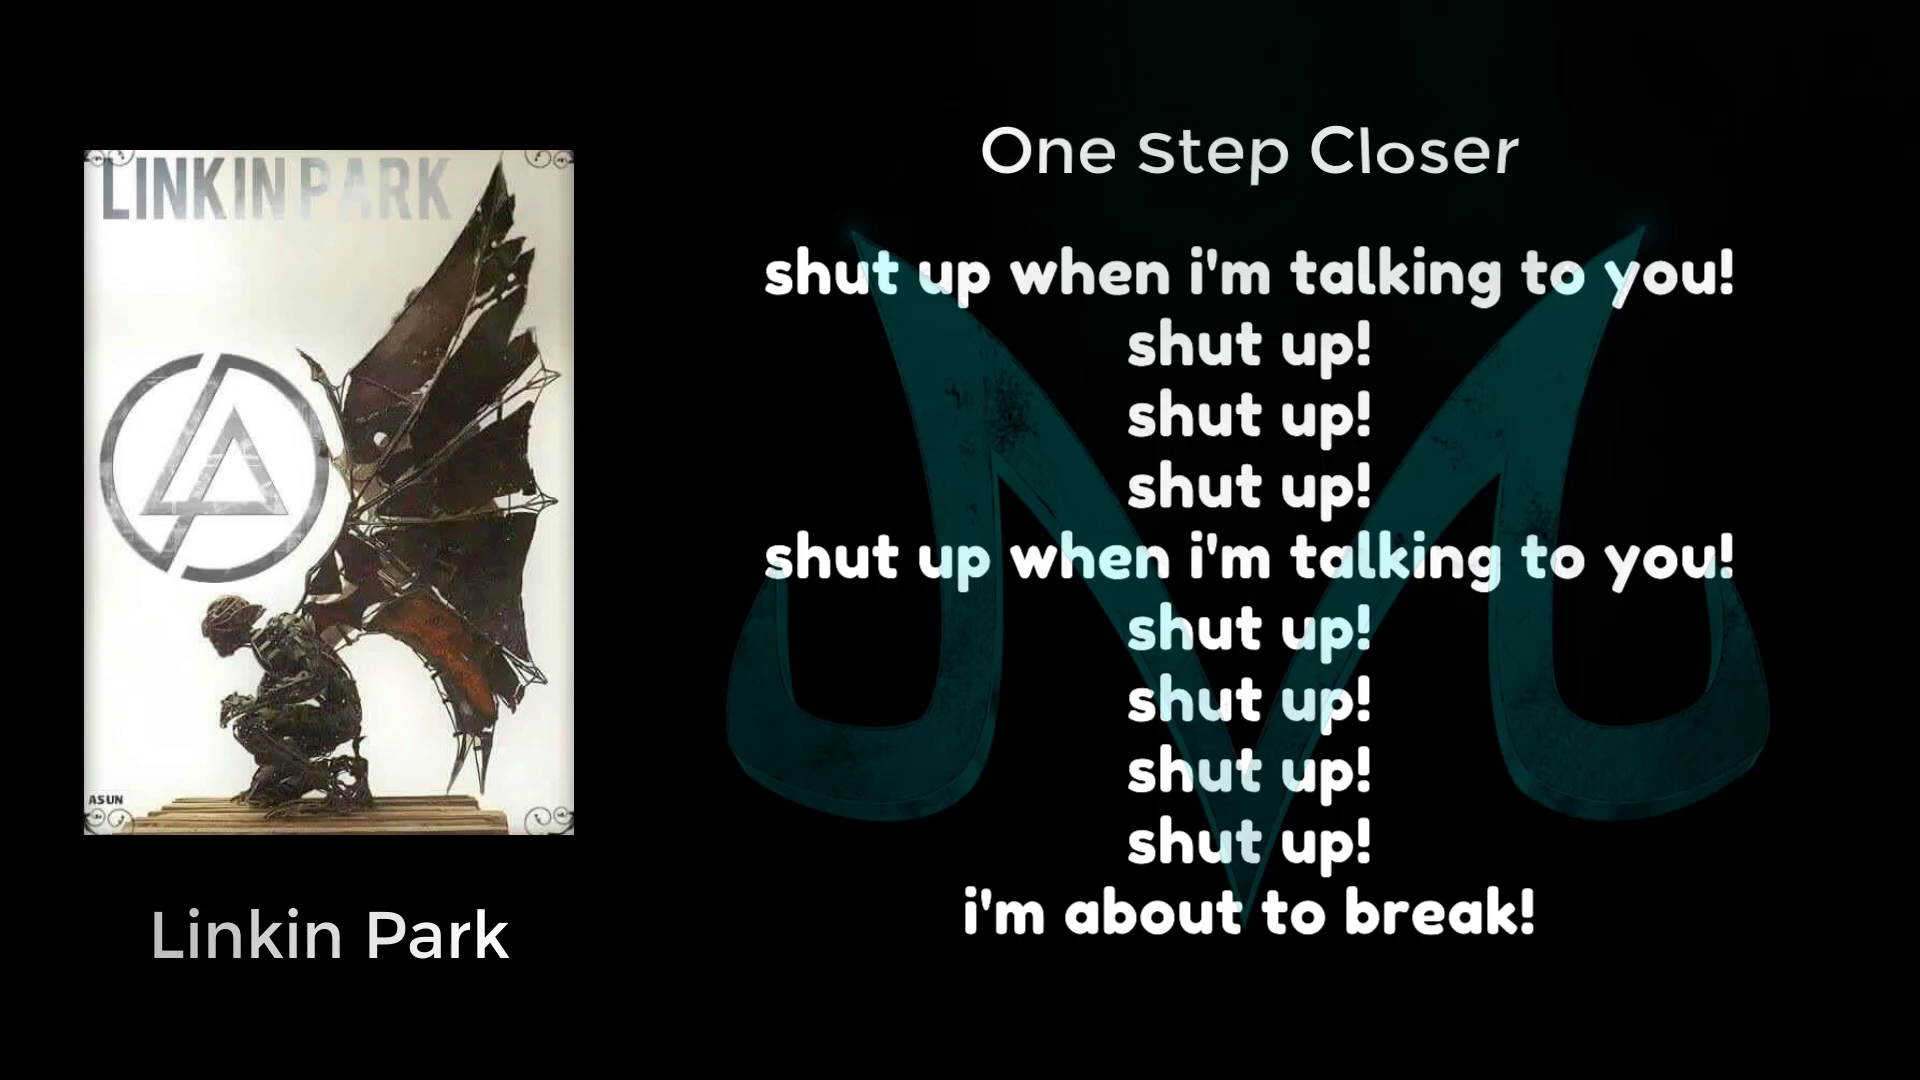 LINKIN PARK
ASUN
Linkin Park
One Step Closer
shut up when i'm talking to you!
shut up!
shut up!
shut up!
shut up when i'm talking to you!
shut up!
shut up!
shut up!
shut up!
i'm about to break!